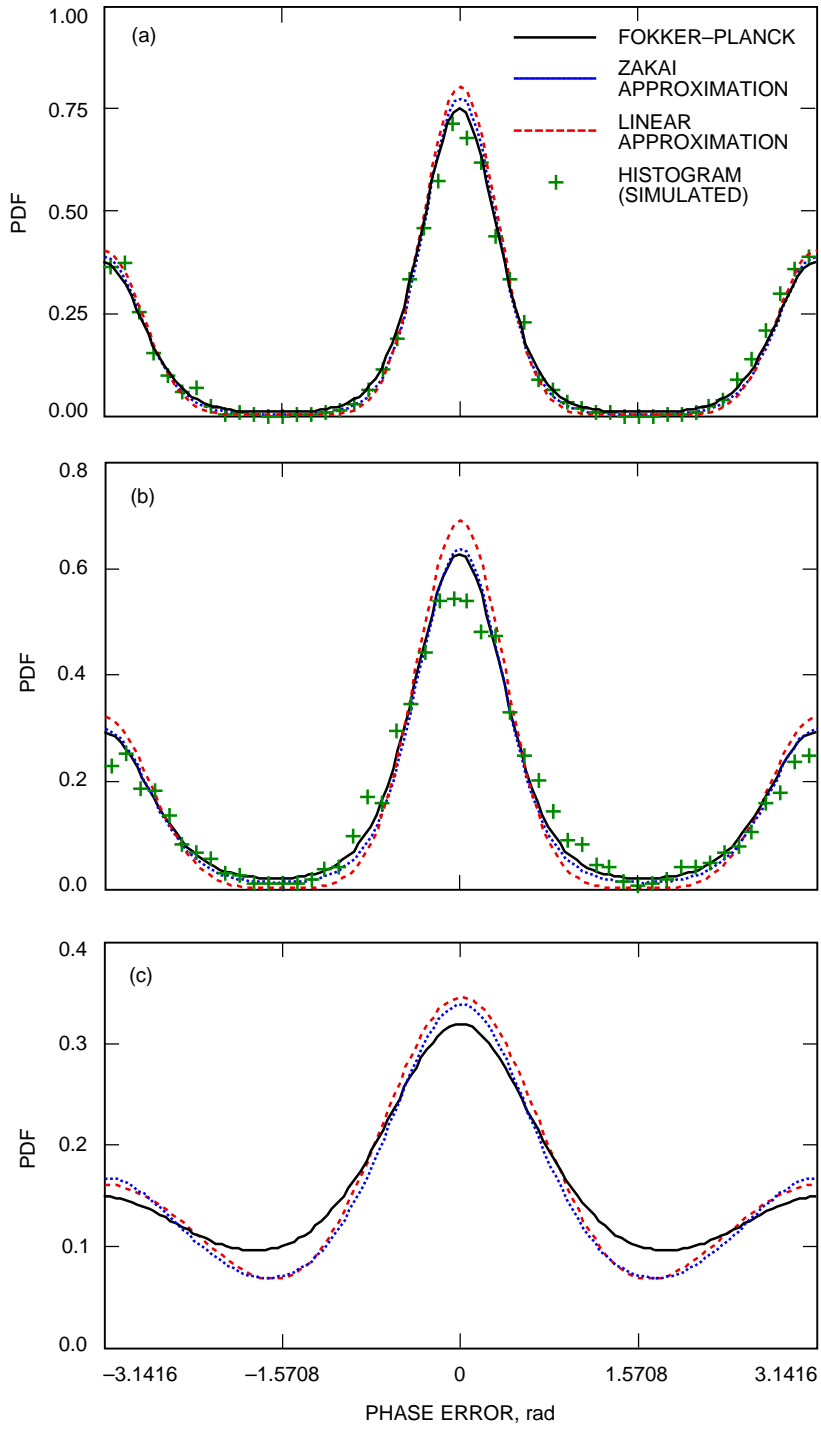 1.00
(a)
FOKKER–PLANCK
ZAKAI
APPROXIMATION
LINEAR
APPROXIMATION
HISTOGRAM
(SIMULATED)
0.75
0.50
0.25
0.00
PDF
0.8
(b)
0.6
0.4
0.2
0.0
PDF
0.4
(c)
0.3
0.2
0.1
0.0
PDF
–3.1416 –1.5708 0 1.5708 3.1416
PHASE ERROR, rad